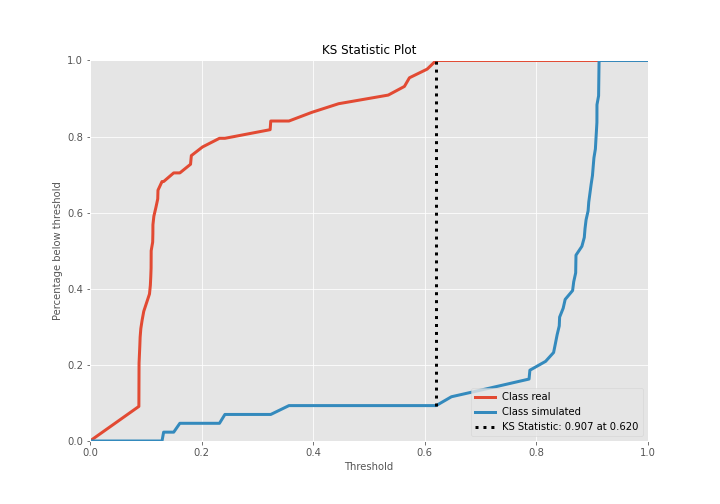 KS Statistic Plot
1.0
0.8
0.6
0.4
0.2
0.0
Percentage below threshold
Class real
Class simulated
KS Statistic: 0.907 at 0.620
0.0 0.2 0.4 0.6 0.8 1.0
Threshold